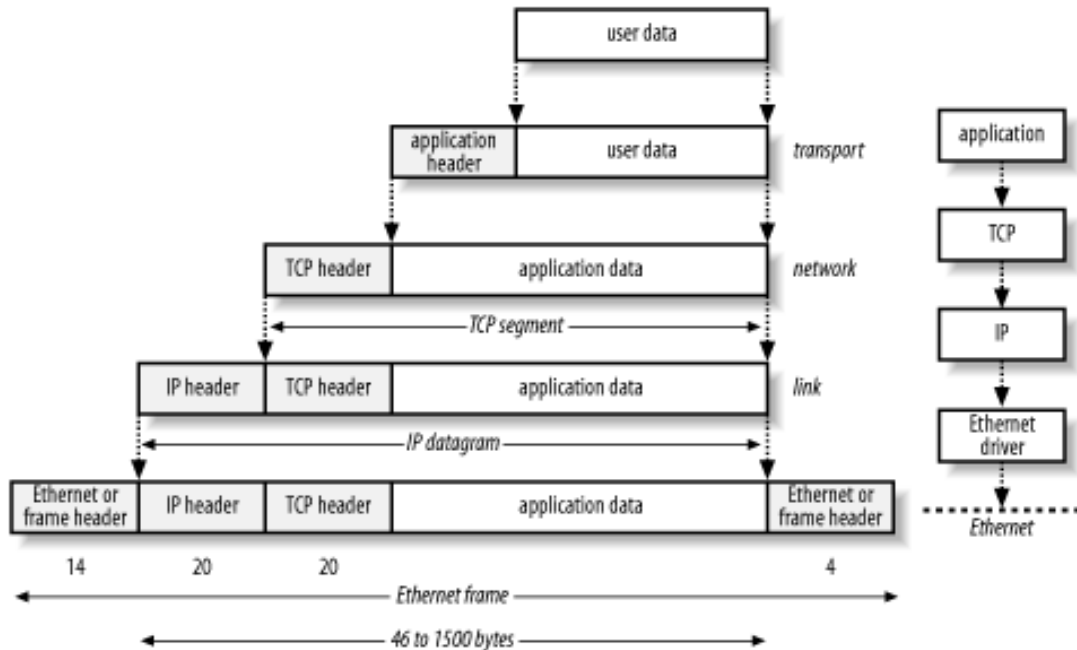 user data
application
header
user data
transport
application
TCP header
application data
network
TCP
TCP segment
IP header
TCP header
application data
link
IP
IP datagram
Ethernet
driver
Ethernet or
frame header
IP header
TCP header
application data
Ethernet or
frame header
Ethernet
14
20
20
4
Ethernet frame
46 to 1500 bytes